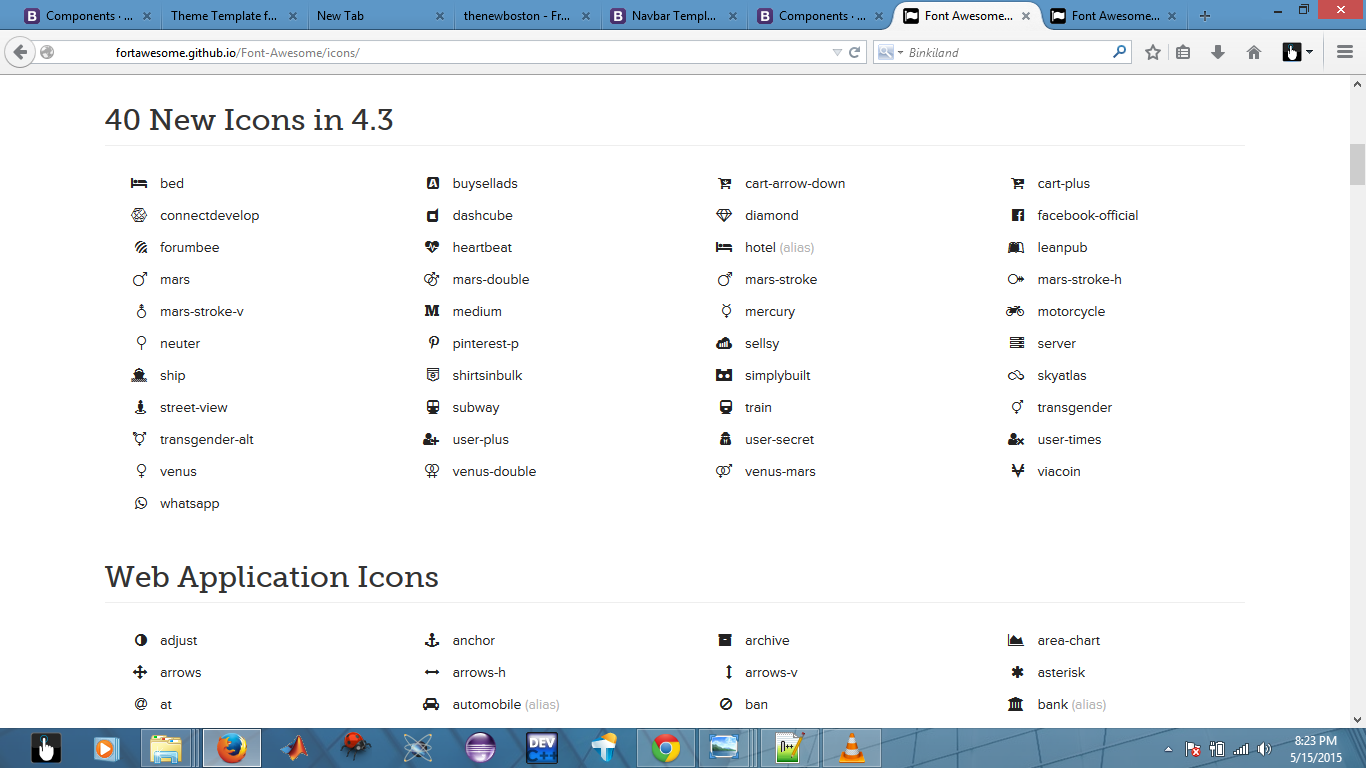 Components · ... Theme Template f... New Tab thenewboston - Fr... Navbar Templ... Components · ... Font Awesome... Font Awesome...
fortawesome.github.io/Font-Awesome/icons/ Binkiland
40 New Icons in 4.3
bed buysellads cart-arrow-down cart-plus
connectdevelop dashcube diamond facebook-official
forumbee heartbeat hotel (alias) leanpub
mars mars-double mars-stroke mars-stroke-h
mars-stroke-v medium mercury motorcycle
neuter pinterest-p sellsy server
ship shirtsinbulk simplybuilt skyatlas
street-view subway train transgender
transgender-alt user-plus user-secret user-times
venus venus-double venus-mars viacoin
whatsapp
Web Application Icons
adjust anchor archive area-chart
arrows arrows-h arrows-v asterisk
at automobile (alias) ban bank (alias)
DEV C++ N++ 8:23 PM
5/15/2015